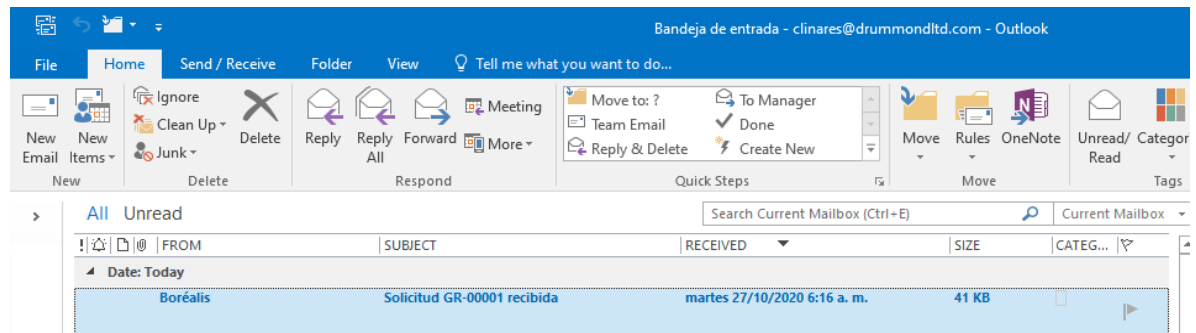 Bandeja de entrada - clinares@drummondltd.com - Outlook
File Home Send / Receive Folder View Tell me what you want to do...
New Email
New Items
Ignore
Clean Up
Junk
Delete
Reply
Reply All
Forward
Meeting
More
Move to: ?
Team Email
Reply & Delete
To Manager
Done
Create New
Move
Rules
OneNote
Unread/ Read
Categor
New Delete Respond Quick Steps Move Tags
All Unread Search Current Mailbox (Ctrl+E) Current Mailbox
! FROM SUBJECT RECEIVED SIZE CATEG...
Date: Today
Boréalis Solicitud GR-00001 recibida martes 27/10/2020 6:16 a. m. 41 KB